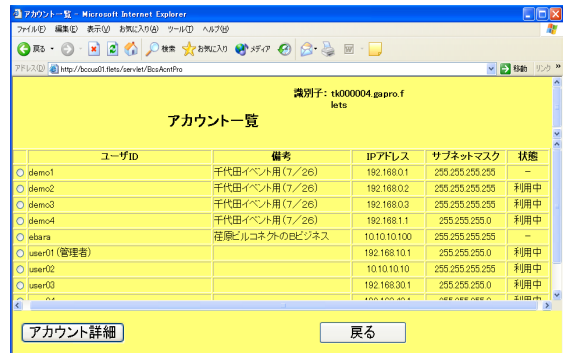 アカウント一覧 - Microsoft Internet Explorer
ファイル(F) 編集(E) 表示(V) お気に入り(A) ツール(T) ヘルプ(H)
戻る 検索 お気に入り メディア
アドレス(D) http://bccus01.flets/servlet/BcsAcntPro 移動 リンク »
識別子: tk000004.gapro.f
lets
アカウント一覧
ユーザID 備考 IPアドレス サブネットマスク 状態
demo1 千代田イベント用(7/26) 192.168.0.1 255.255.255.255 －
demo2 千代田イベント用(7/26) 192.168.0.2 255.255.255.255 利用中
demo3 千代田イベント用(7/26) 192.168.0.3 255.255.255.255 利用中
demo4 千代田イベント用(7/26) 192.168.1.1 255.255.255.0 利用中
ebara 荏原ビルコネクトのBビジネス 10.10.10.100 255.255.255.255 －
user01 (管理者) 192.168.10.1 255.255.255.0 利用中
user02 10.10.10.10 255.255.255.255 利用中
user03 192.168.30.1 255.255.255.0 利用中
アカウント詳細 戻る